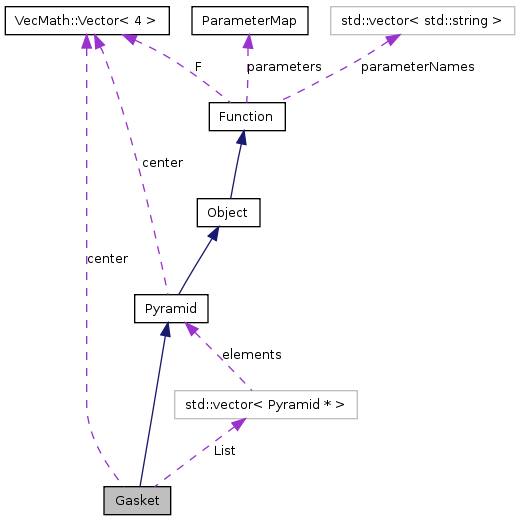 VecMath::Vector< 4 >
ParameterMap
std::vector< std::string >
F
parameters
parameterNames
Function
center
Object
center
Pyramid
elements
std::vector< Pyramid * >
List
Gasket